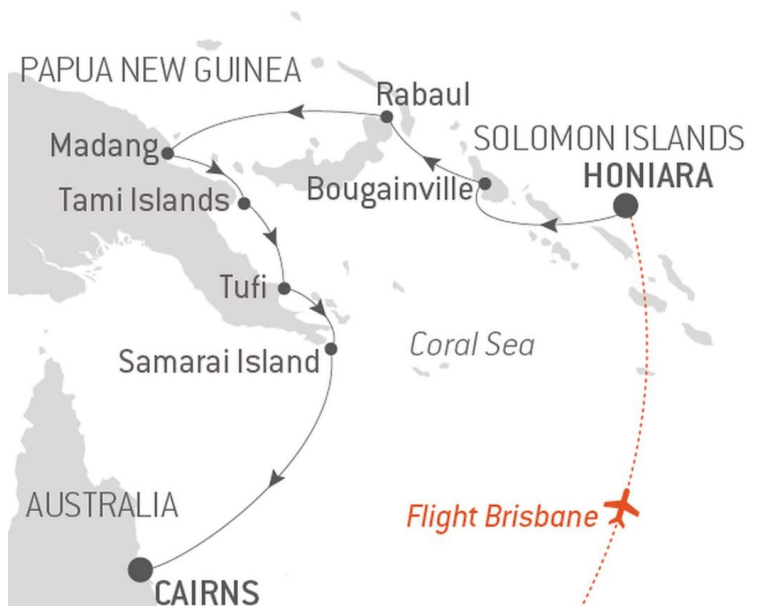 PAPUA NEW GUINEA
Rabaul
Madang
SOLOMON ISLANDS
HONIARA
Bougainville
Tami Islands
Tufi
Coral Sea
Samarai Island
AUSTRALIA
Flight Brisbane
CAIRNS